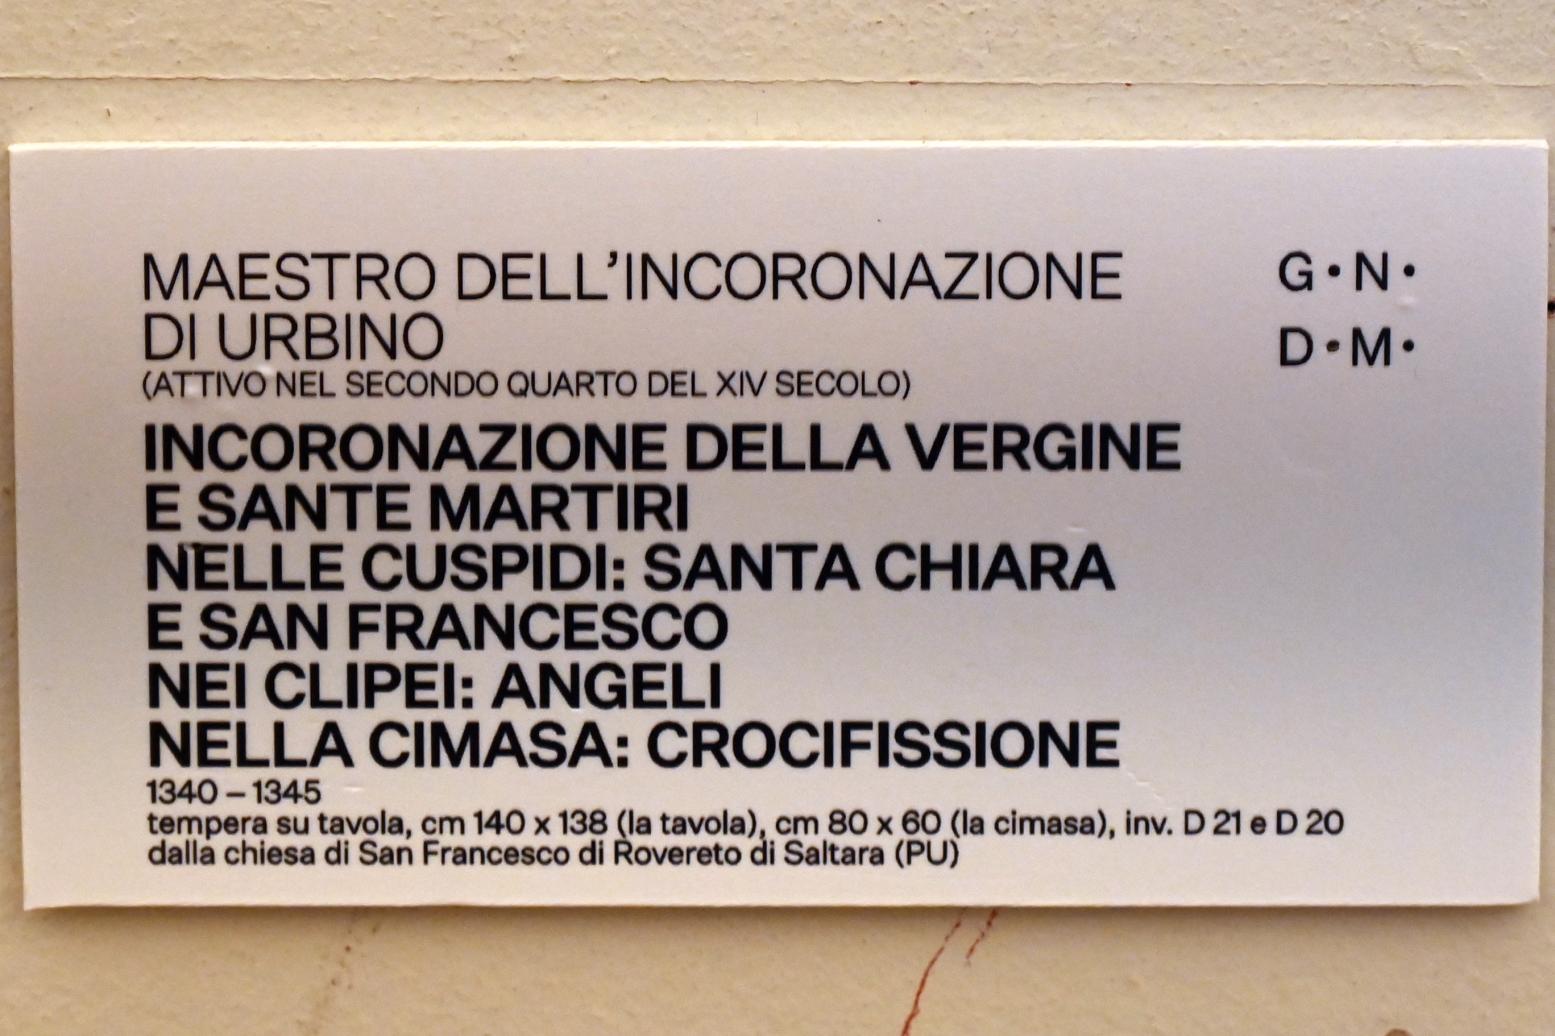 MAESTRO DELL'INCORONAZIONE
DI URBINO
(ATTIVO NEL SECONDO QUARTO DEL XIV SECOLO)
INCORONAZIONE DELLA VERGINE
E SANTE MARTIRI
NELLE CUSPIDI: SANTA CHIARA
E SAN FRANCESCO
NEI CLIPEI: ANGELI
NELLA CIMASA: CROCIFISSIONE
1340 – 1345
tempera su tavola, cm 140 x 138 (la tavola), cm 80 x 60 (la cimasa), inv. D 21 e D 20
dalla chiesa di San Francesco di Rovereto di Saltara (PU)
G•N•
D•M•